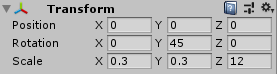 Transform
Position X 0 Y 0 Z 0
Rotation X 0 Y 45 Z 0
Scale X 0.3 Y 0.3 Z 12